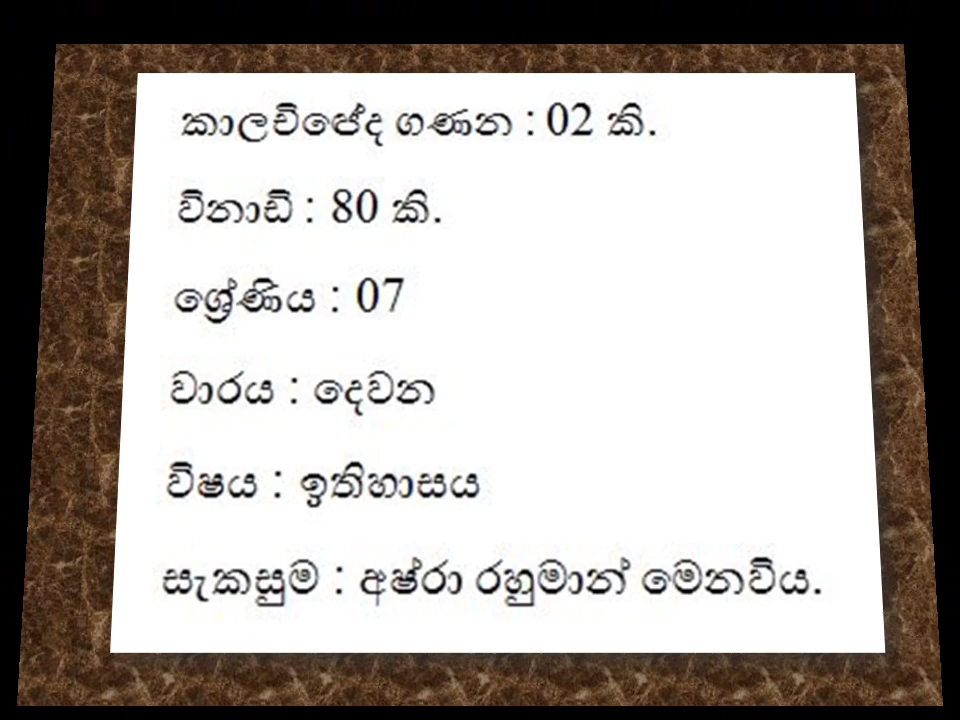 කාලච්ඡේද ගණන : 02 කි.
විනාඩි : 80 කි.
ශ්‍රේණිය : 07
වාරය : දෙවන
විෂය : ඉතිහාසය
සැකසුම : අෂ්රා රහුමාන් මෙනවිය.